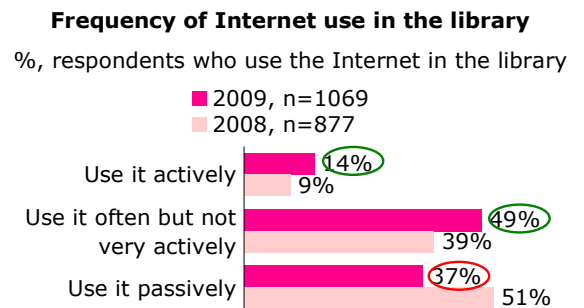 Frequency of Internet use in the library
%, respondents who use the Internet in the library
2009, n=1069
2008, n=877
Use it actively
14%
9%
Use it often but not
very actively
49%
39%
Use it passively
37%
51%